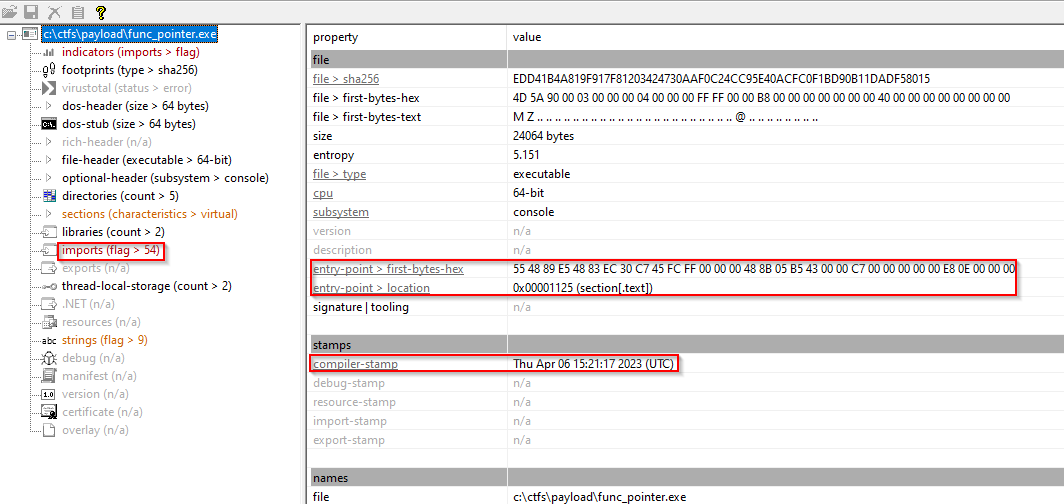 c:\ctfs\payload\func_pointer.exe
indicators (imports > flag)
footprints (type > sha256)
virustotal (status > error)
dos-header (size > 64 bytes)
dos-stub (size > 64 bytes)
rich-header (n/a)
file-header (executable > 64-bit)
optional-header (subsystem > console)
directories (count > 5)
sections (characteristics > virtual)
libraries (count > 2)
imports (flag > 54)
exports (n/a)
thread-local-storage (count > 2)
.NET (n/a)
resources (n/a)
abc strings (flag > 9)
debug (n/a)
manifest (n/a)
1.0 version (n/a)
certificate (n/a)
overlay (n/a)
property value
file
file > sha256 EDD41B4A819F917F81203424730AAF0C24CC95E40ACFC0F1BD90B11DADF58015
file > first-bytes-hex 4D 5A 90 00 03 00 00 00 04 00 00 00 FF FF 00 00 B8 00 00 00 00 00 00 00 40 00 00 00 00 00 00 00
file > first-bytes-text M Z .. .. .. .. .. .. .. .. .. .. .. .. .. .. .. .. .. .. .. .. .. .. @ .. .. .. .. .. .. ..
size 24064 bytes
entropy 5.151
file > type executable
cpu 64-bit
subsystem console
version n/a
description n/a
entry-point > first-bytes-hex 55 48 89 E5 48 83 EC 30 C7 45 FC FF 00 00 00 48 8B 05 B5 43 00 00 C7 00 00 00 00 00 E8 0E 00 00 00
entry-point > location 0x00001125 (section[.text])
signature | tooling n/a
stamps
compiler-stamp Thu Apr 06 15:21:17 2023 (UTC)
debug-stamp n/a
resource-stamp n/a
import-stamp n/a
export-stamp n/a
names
file c:\ctfs\payload\func_pointer.exe